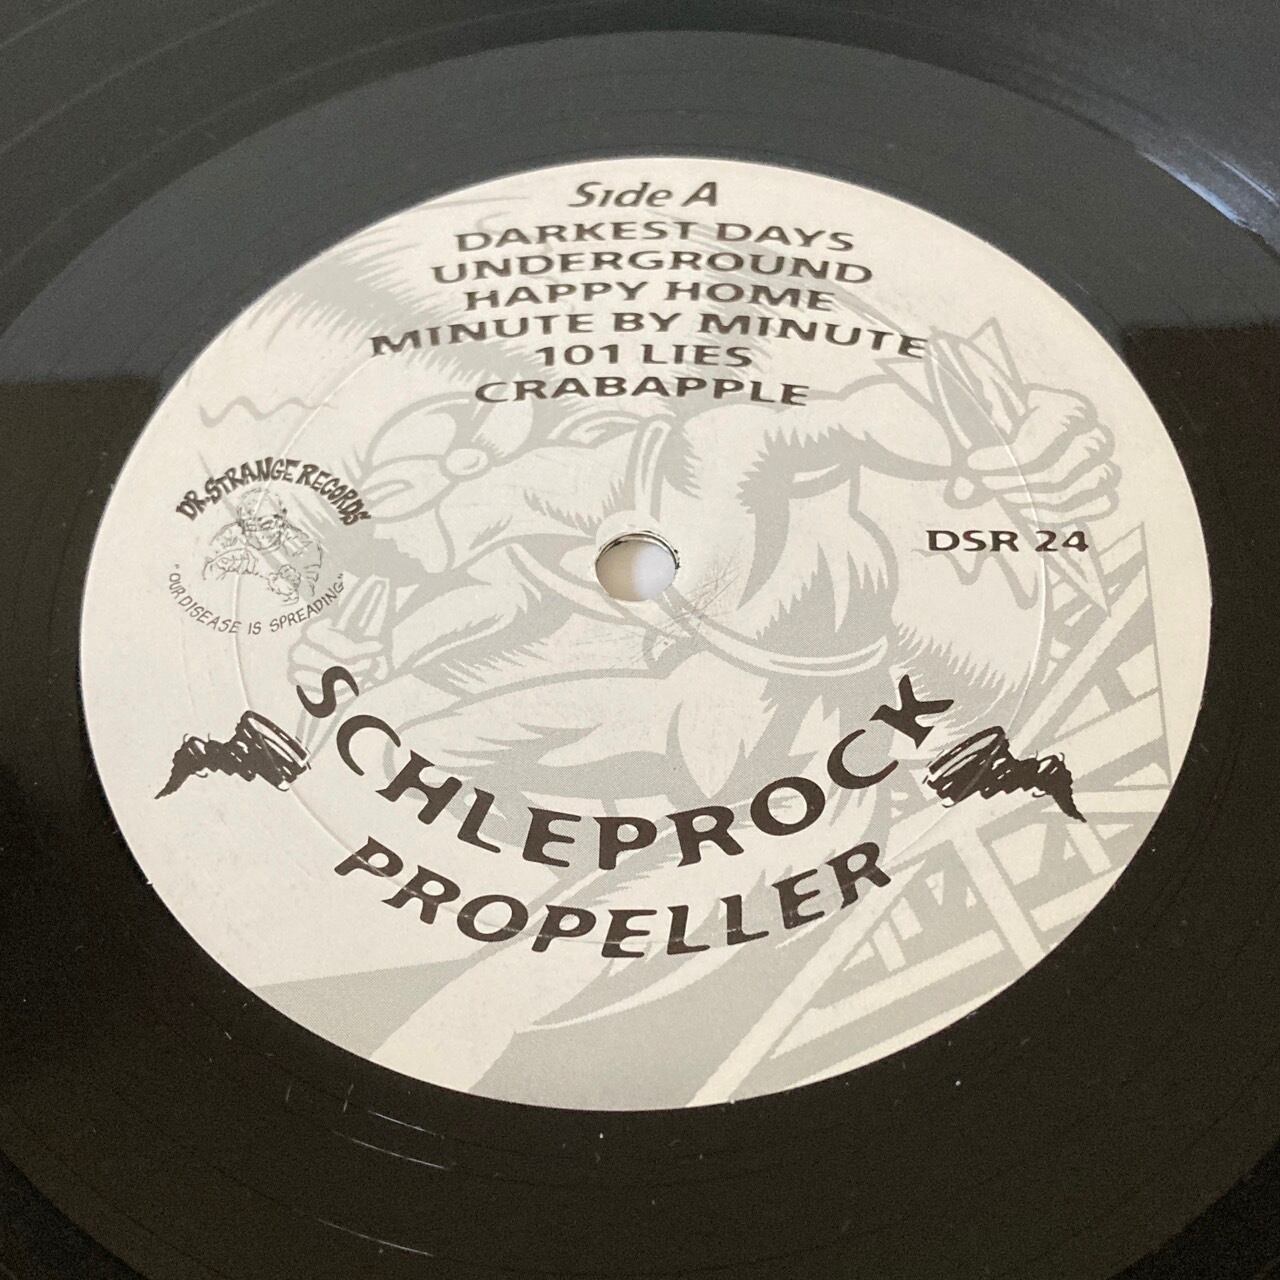 Side A
DARKEST DAYS
UNDERGROUND
HAPPY HOME
MINUTE BY MINUTE
101 LIES
CRABAPPLE
DR. STRANGE RECORDS
"OUR DISEASE IS SPREADING"
DSR 24
SCHLEPROCK
PROPELLER